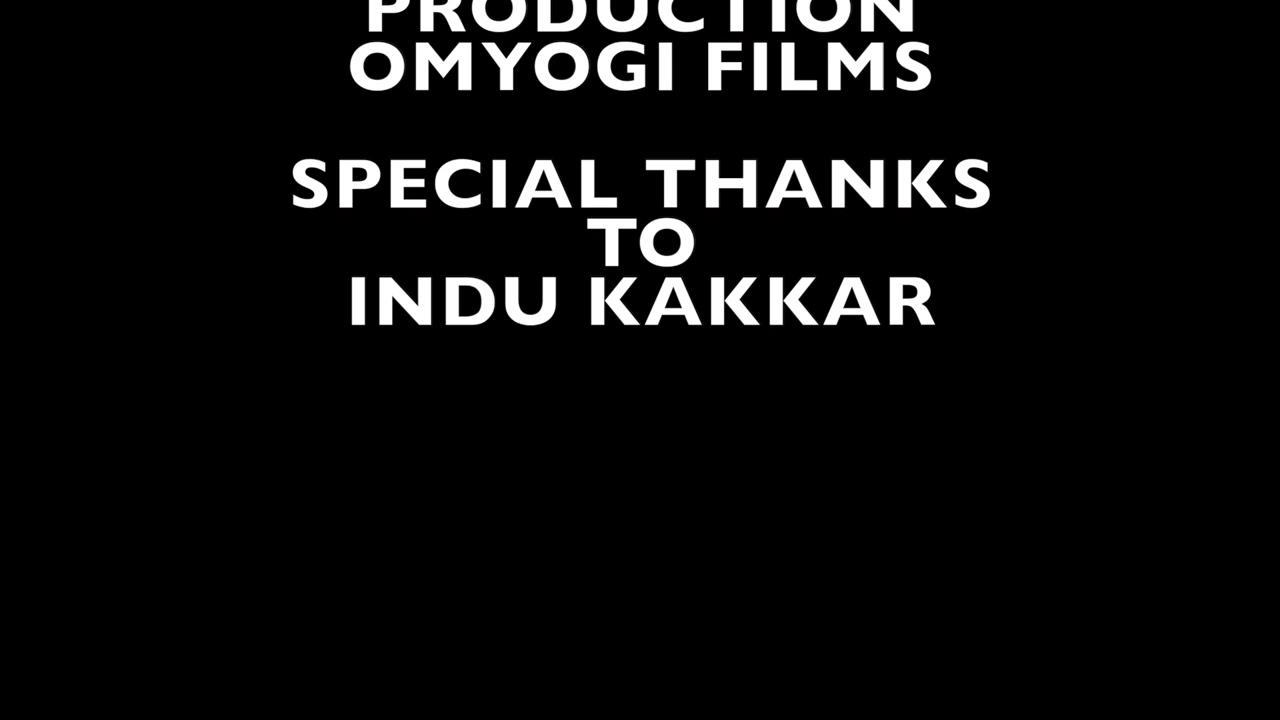 PRODUCTION
OMYOGI FILMS
SPECIAL THANKS
TO
INDU KAKKAR